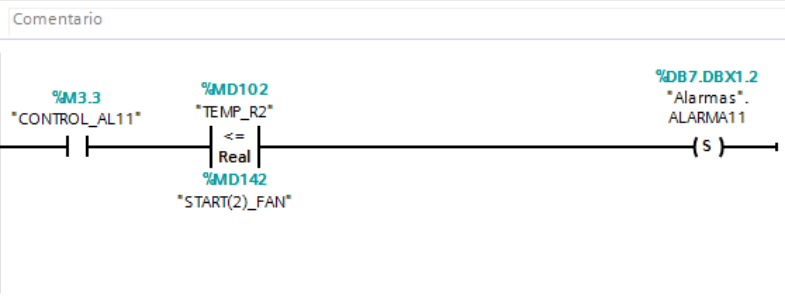 Comentario
%M3.3
"CONTROL_AL11"
%MD102
"TEMP_R2"
<=
Real
%MD142
"START(2)_FAN"
%DB7.DBX1.2
"Alarmas".
ALARMA11
S